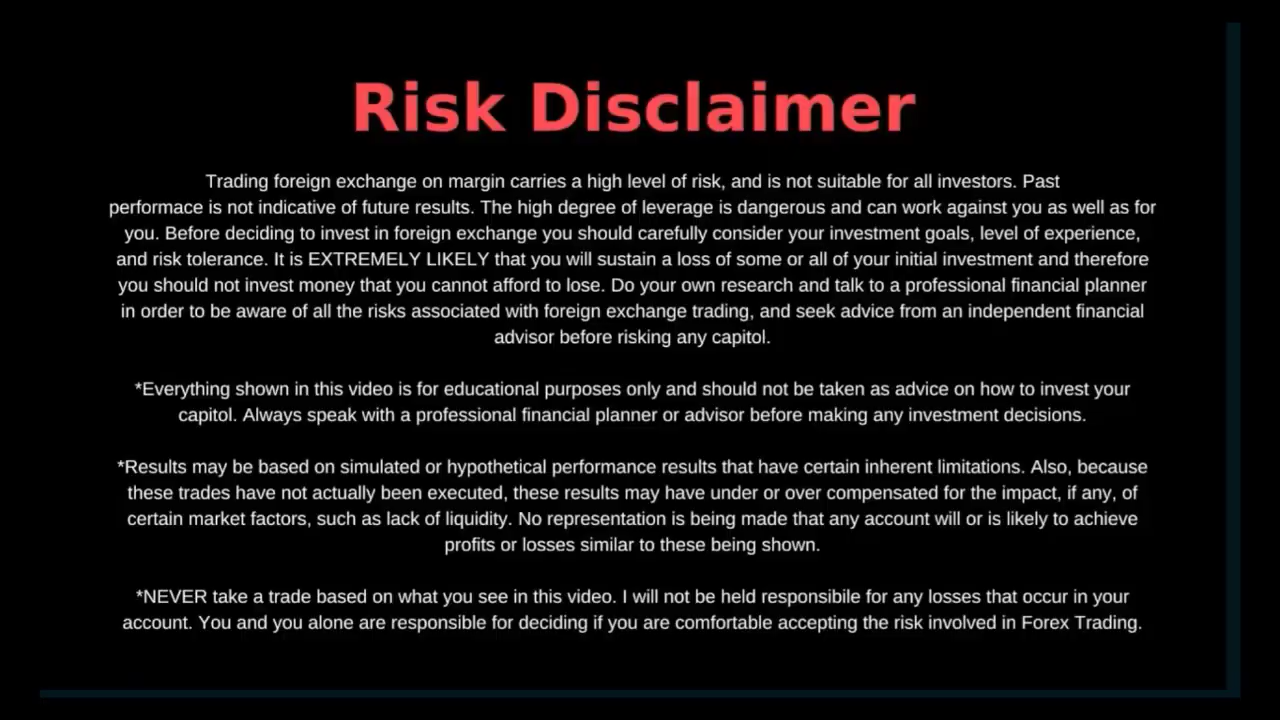 Risk Disclaimer
Trading foreign exchange on margin carries a high level of risk, and is not suitable for all investors. Past
performace is not indicative of future results. The high degree of leverage is dangerous and can work against you as well as for
you. Before deciding to invest in foreign exchange you should carefully consider your investment goals, level of experience,
and risk tolerance. It is EXTREMELY LIKELY that you will sustain a loss of some or all of your initial investment and therefore
you should not invest money that you cannot afford to lose. Do your own research and talk to a professional financial planner
in order to be aware of all the risks associated with foreign exchange trading, and seek advice from an independent financial
advisor before risking any capitol.
*Everything shown in this video is for educational purposes only and should not be taken as advice on how to invest your
capitol. Always speak with a professional financial planner or advisor before making any investment decisions.
*Results may be based on simulated or hypothetical performance results that have certain inherent limitations. Also, because
these trades have not actually been executed, these results may have under or over compensated for the impact, if any, of
certain market factors, such as lack of liquidity. No representation is being made that any account will or is likely to achieve
profits or losses similar to these being shown.
*NEVER take a trade based on what you see in this video. I will not be held responsibile for any losses that occur in your
account. You and you alone are responsible for deciding if you are comfortable accepting the risk involved in Forex Trading.